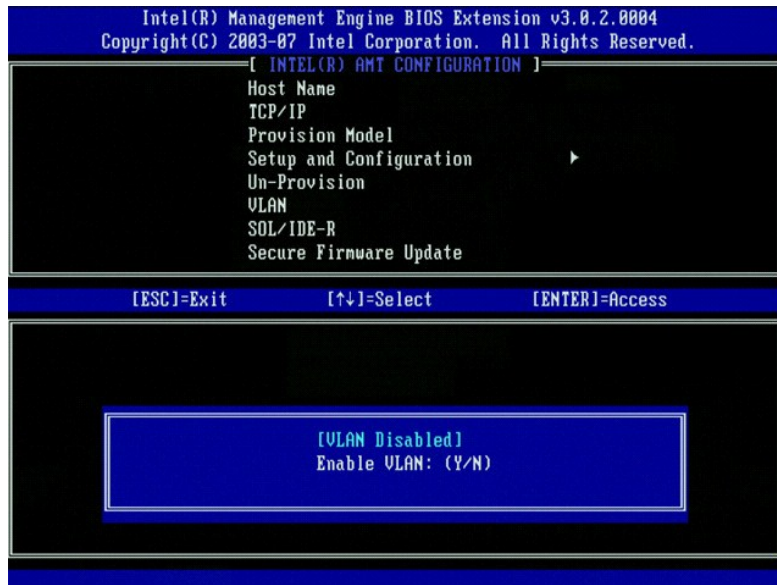 Intel(R) Management Engine BIOS Extension v3.0.2.0004
Copyright(C) 2003-07 Intel Corporation. All Rights Reserved.
[ INTEL(R) AMT CONFIGURATION ]
Host Name
TCP/IP
Provision Model
Setup and Configuration
Un-Provision
VLAN
SOL/IDE-R
Secure Firmware Update
[ESC]=Exit [↑↓]=Select [ENTER]=Access
[VLAN Disabled]
Enable VLAN: (Y/N)